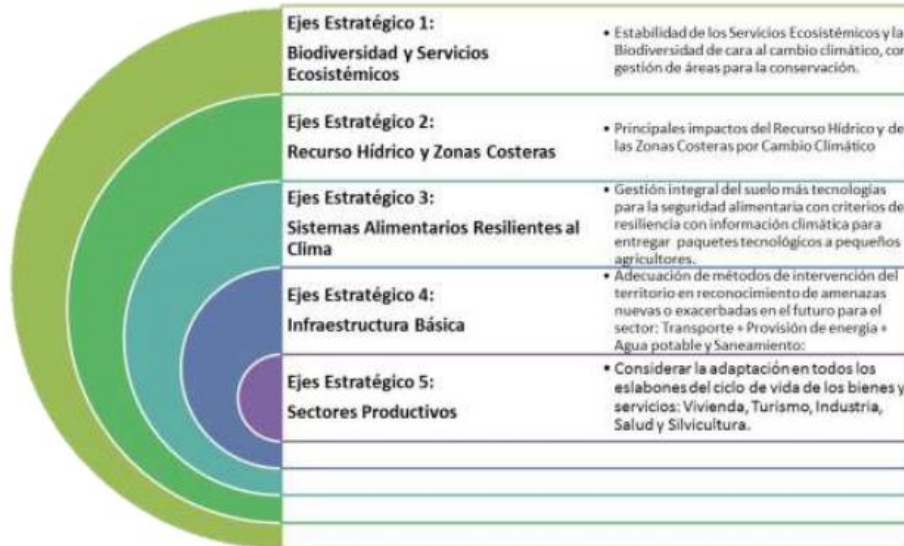 Ejes Estratégico 1:
Biodiversidad y Servicios
Ecosistémicos
• Estabilidad de los Servicios Ecosistémicos y la
Biodiversidad de cara al cambio climático, con
gestión de áreas para la conservación.
Ejes Estratégico 2:
Recurso Hídrico y Zonas Costeras
• Principales impactos del Recurso Hídrico y de
las Zonas Costeras por Cambio Climático
Ejes Estratégico 3:
Sistemas Alimentarios Resilientes al
Clima
• Gestión integral del suelo más tecnologías
para la seguridad alimentaria con criterios de
resiliencia con información climática para
entregar paquetes tecnológicos a pequeños
agricultores.
Ejes Estratégico 4:
Infraestructura Básica
• Adecuación de métodos de intervención del
territorio en reconocimiento de amenazas
nuevas o exacerbadas en el futuro para el
sector: Transporte + Provisión de energía +
Agua potable y Saneamiento:
Ejes Estratégico 5:
Sectores Productivos
• Considerar la adaptación en todos los
eslabones del ciclo de vida de los bienes y
servicios: Vivienda, Turismo, Industria,
Salud y Silvicultura.